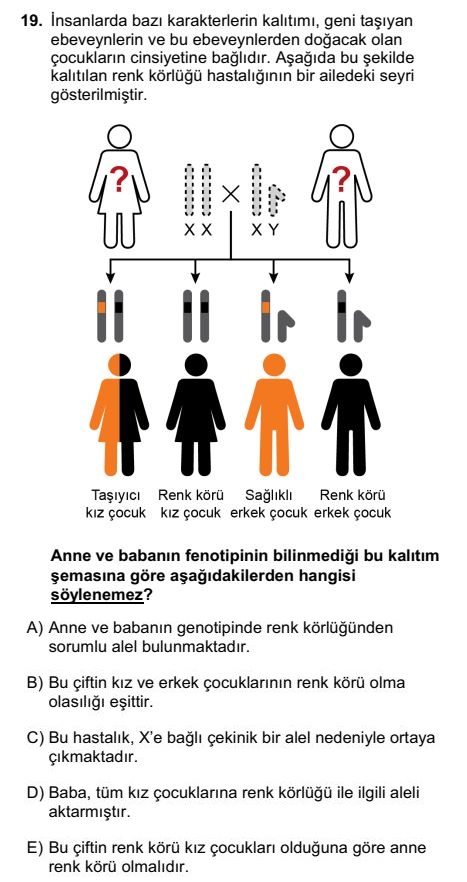 19. İnsanlarda bazı karakterlerin kalıtımı, geni taşıyan
ebeveynlerin ve bu ebeveynlerden doğacak olan
çocukların cinsiyetine bağlıdır. Aşağıda bu şekilde
kalıtılan renk körlüğü hastalığının bir ailedeki seyri
gösterilmiştir.
? ?
X X X Y
Taşıyıcı Renk körü Sağlıklı Renk körü
kız çocuk kız çocuk erkek çocuk erkek çocuk
Anne ve babanın fenotipinin bilinmediği bu kalıtım
şemasına göre aşağıdakilerden hangisi
söylenemez?
A) Anne ve babanın genotipinde renk körlüğünden
sorumlu alel bulunmaktadır.
B) Bu çiftin kız ve erkek çocuklarının renk körü olma
olasılığı eşittir.
C) Bu hastalık, X'e bağlı çekinik bir alel nedeniyle ortaya
çıkmaktadır.
D) Baba, tüm kız çocuklarına renk körlüğü ile ilgili aleli
aktarmıştır.
E) Bu çiftin renk körü kız çocukları olduğuna göre anne
renk körü olmalıdır.